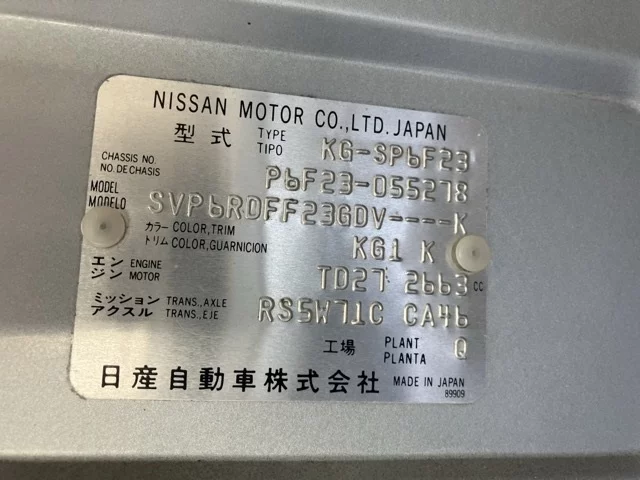 NISSAN MOTOR CO.,LTD. JAPAN
型式 TYPE TIPO KG-SP6F23
CHASSIS NO. NO. DE CHASIS P6F23-055278
MODEL MODELO SVP6RDFF23GDV----K
カラー COLOR, TRIM トリム COLOR, GUARNICION KG1 K
エンジン ENGINE MOTOR TD27 2663 cc
ミッション アクスル TRANS., AXLE TRANS., EJE RS5W71C CA46
工場 PLANT PLANTA Q
日産自動車株式会社 MADE IN JAPAN
89909